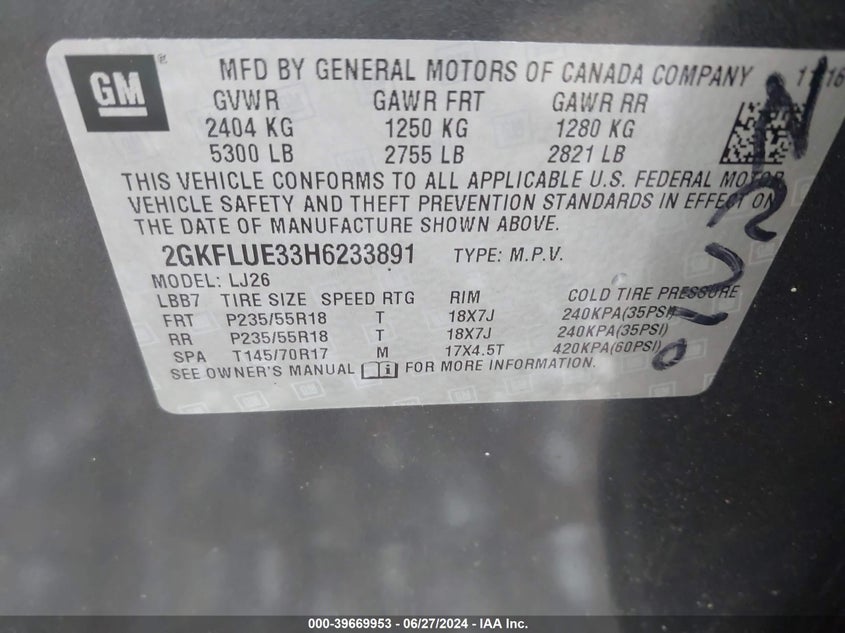 GM
MFD BY GENERAL MOTORS OF CANADA COMPANY
GVWR GAWR FRT GAWR RR
2404 KG 1250 KG 1280 KG
5300 LB 2755 LB 2821 LB
THIS VEHICLE CONFORMS TO ALL APPLICABLE U.S. FEDERAL MOTOR
VEHICLE SAFETY AND THEFT PREVENTION STANDARDS IN EFFECT ON
THE DATE OF MANUFACTURE SHOWN ABOVE.
2GKFLUE33H6233891 TYPE: M.P.V.
MODEL: LJ26
LBB7 TIRE SIZE SPEED RTG RIM COLD TIRE PRESSURE
FRT P235/55R18 T 18X7J 240KPA(35PSI)
RR P235/55R18 T 18X7J 240KPA(35PSI)
SPA T145/70R17 M 17X4.5T 420KPA(60PSI)
SEE OWNER'S MANUAL FOR MORE INFORMATION.
000-39669953 / 06/27/2024 - IAA Inc.